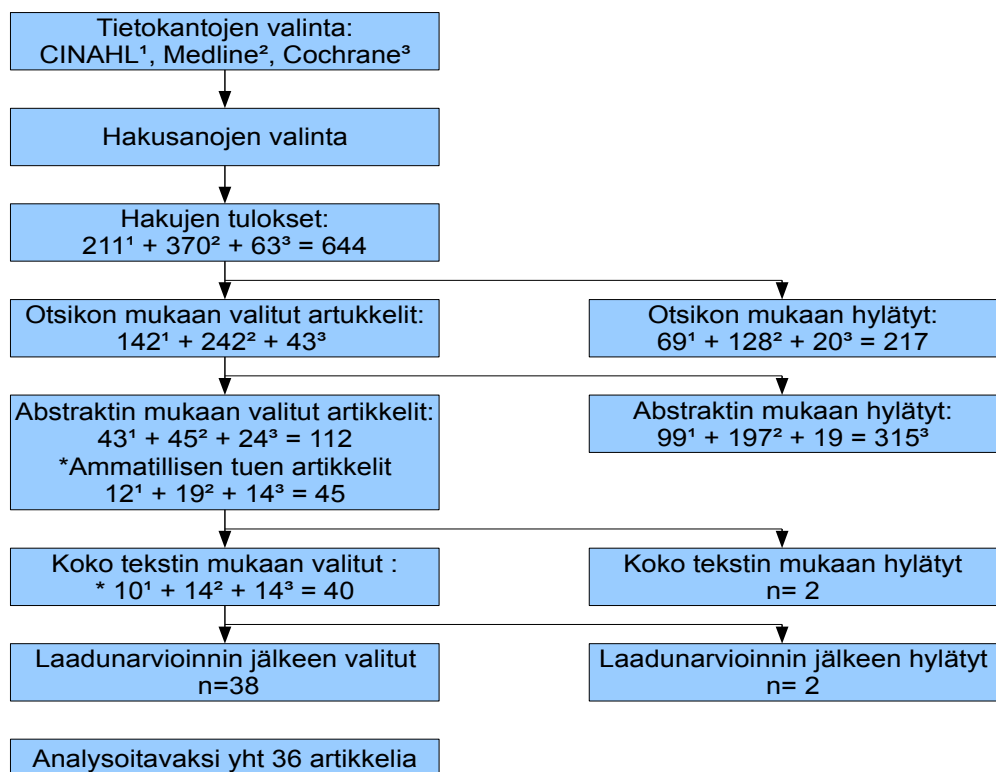 Tietokantojen valinta:
CINAHL¹, Medline², Cochrane³
Hakusanojen valinta
Hakujen tulokset:
211¹ + 370² + 63³ = 644
Otsikon mukaan valitut artukkelit:
142¹ + 242² + 43³
Otsikon mukaan hylätyt:
69¹ + 128² + 20³ = 217
Abstraktin mukaan valitut artikkelit:
43¹ + 45² + 24³ = 112
*Ammatillisen tuen artikkelit
12¹ + 19² + 14³ = 45
Abstraktin mukaan hylätyt:
99¹ + 197² + 19 = 315³
Koko tekstin mukaan valitut :
* 10¹ + 14² + 14³ = 40
Koko tekstin mukaan hylätyt
n= 2
Laadunarvioinnin jälkeen valitut
n=38
Laadunarvioinnin jälkeen hylätyt
n= 2
Analysoitavaksi yht 36 artikkelia